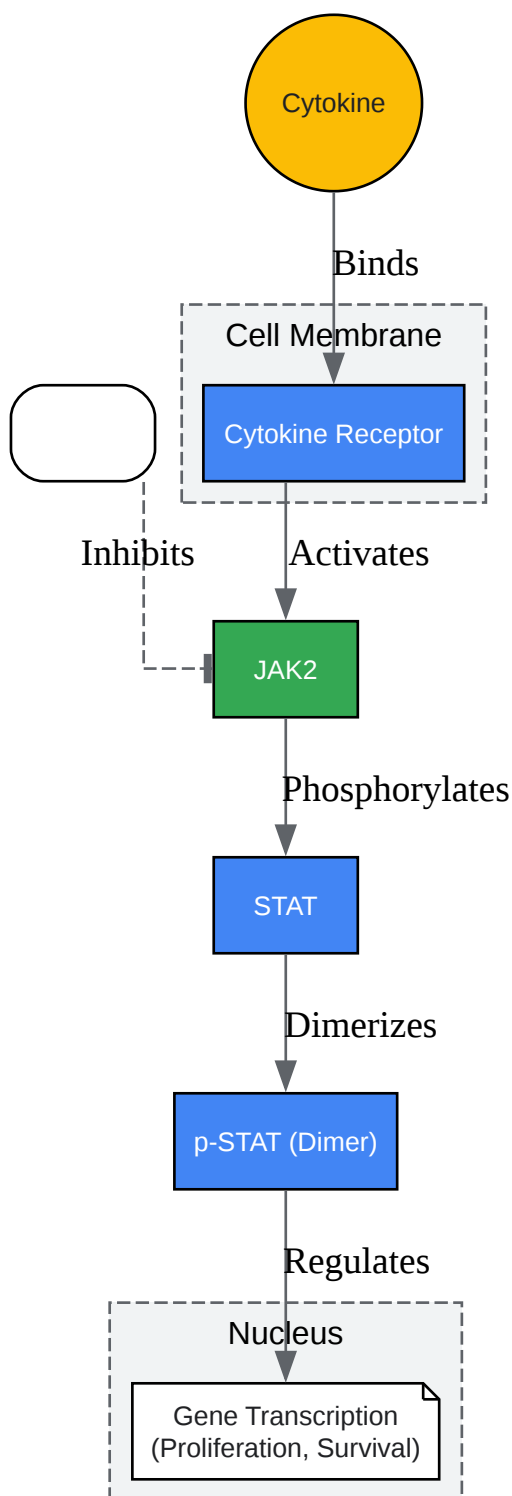 Cytokine
Binds
Cell Membrane
Cytokine Receptor
Inhibits
Activates
JAK2
Phosphorylates
STAT
Dimerizes
p-STAT (Dimer)
Regulates
Nucleus
Gene Transcription
(Proliferation, Survival)